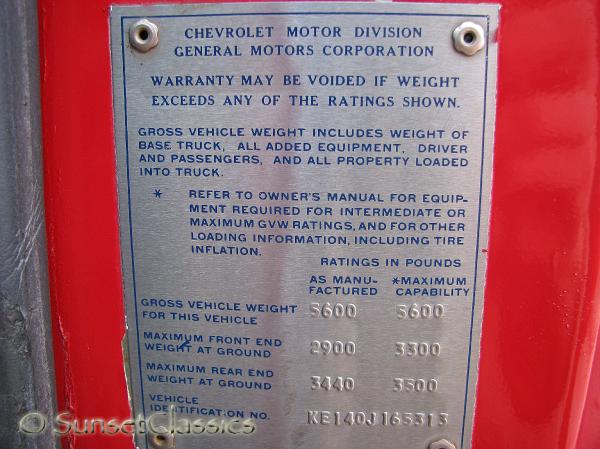 CHEVROLET MOTOR DIVISION
GENERAL MOTORS CORPORATION
WARRANTY MAY BE VOIDED IF WEIGHT
EXCEEDS ANY OF THE RATINGS SHOWN.
GROSS VEHICLE WEIGHT INCLUDES WEIGHT OF
BASE TRUCK, ALL ADDED EQUIPMENT, DRIVER
AND PASSENGERS, AND ALL PROPERTY LOADED
INTO TRUCK.
* REFER TO OWNER'S MANUAL FOR EQUIP-
MENT REQUIRED FOR INTERMEDIATE OR
MAXIMUM GVW RATINGS, AND FOR OTHER
LOADING INFORMATION, INCLUDING TIRE
INFLATION.
RATINGS IN POUNDS
AS MANU- *MAXIMUM
FACTURED CAPABILITY
GROSS VEHICLE WEIGHT
FOR THIS VEHICLE 5600 5600
MAXIMUM FRONT END
WEIGHT AT GROUND 2900 3300
MAXIMUM REAR END
WEIGHT AT GROUND 3440 3500
VEHICLE
IDENTIFICATION NO. KE140J165313
© SunsetClassics